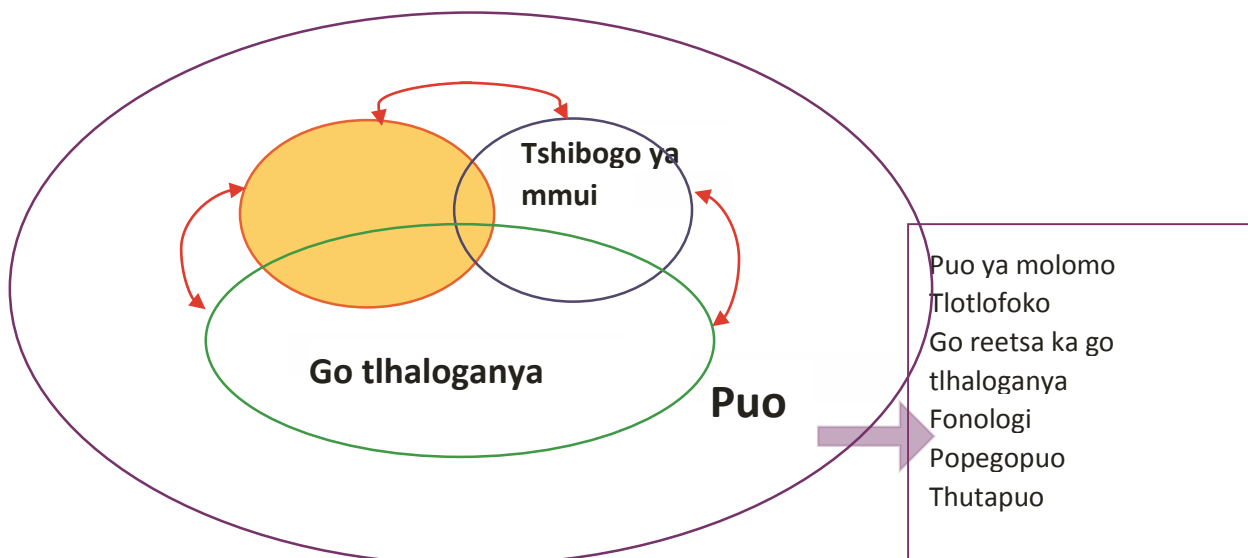 Tshibogo ya
mmui
Go tlhaloganya
Puo
Puo ya molomo
Tlotlofoko
Go reetsa ka go
tlhaloganya
Fonologi
Popegopuo
Thutapuo